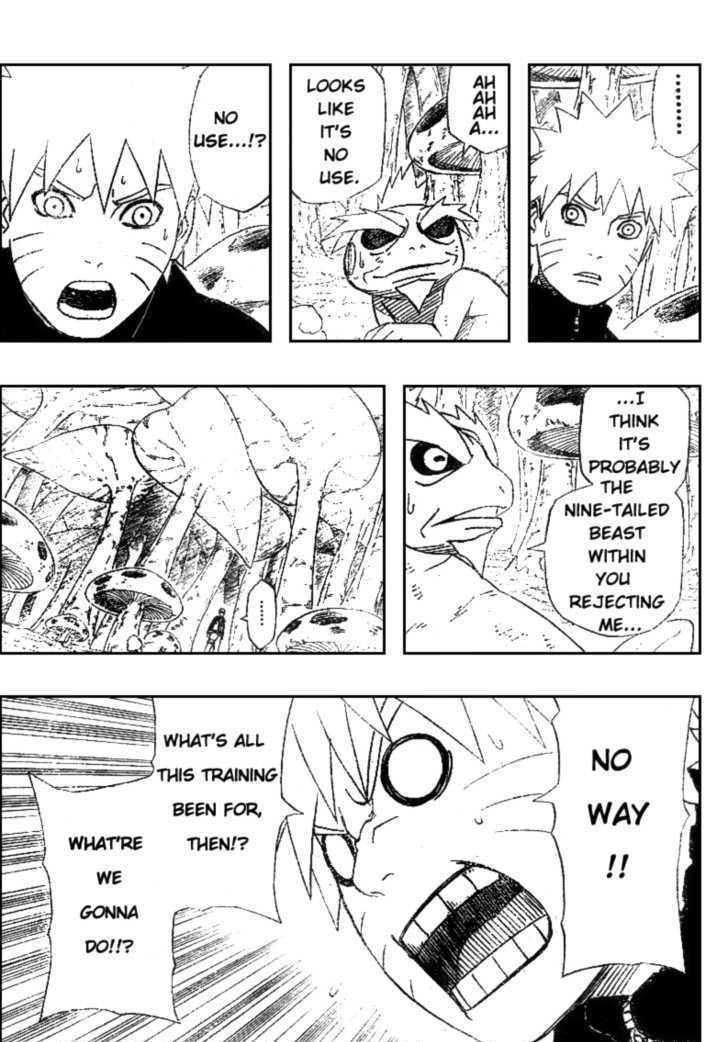 .........
AH
AH
AH
A...
LOOKS
LIKE
IT'S
NO
USE.
NO
USE...!?
...I
THINK
IT'S
PROBABLY
THE
NINE-TAILED
BEAST
WITHIN
YOU
REJECTING
ME...
......
NO
WAY
!!
WHAT'S ALL
THIS TRAINING
BEEN FOR,
THEN!?
WHAT'RE
WE
GONNA
DO!!?